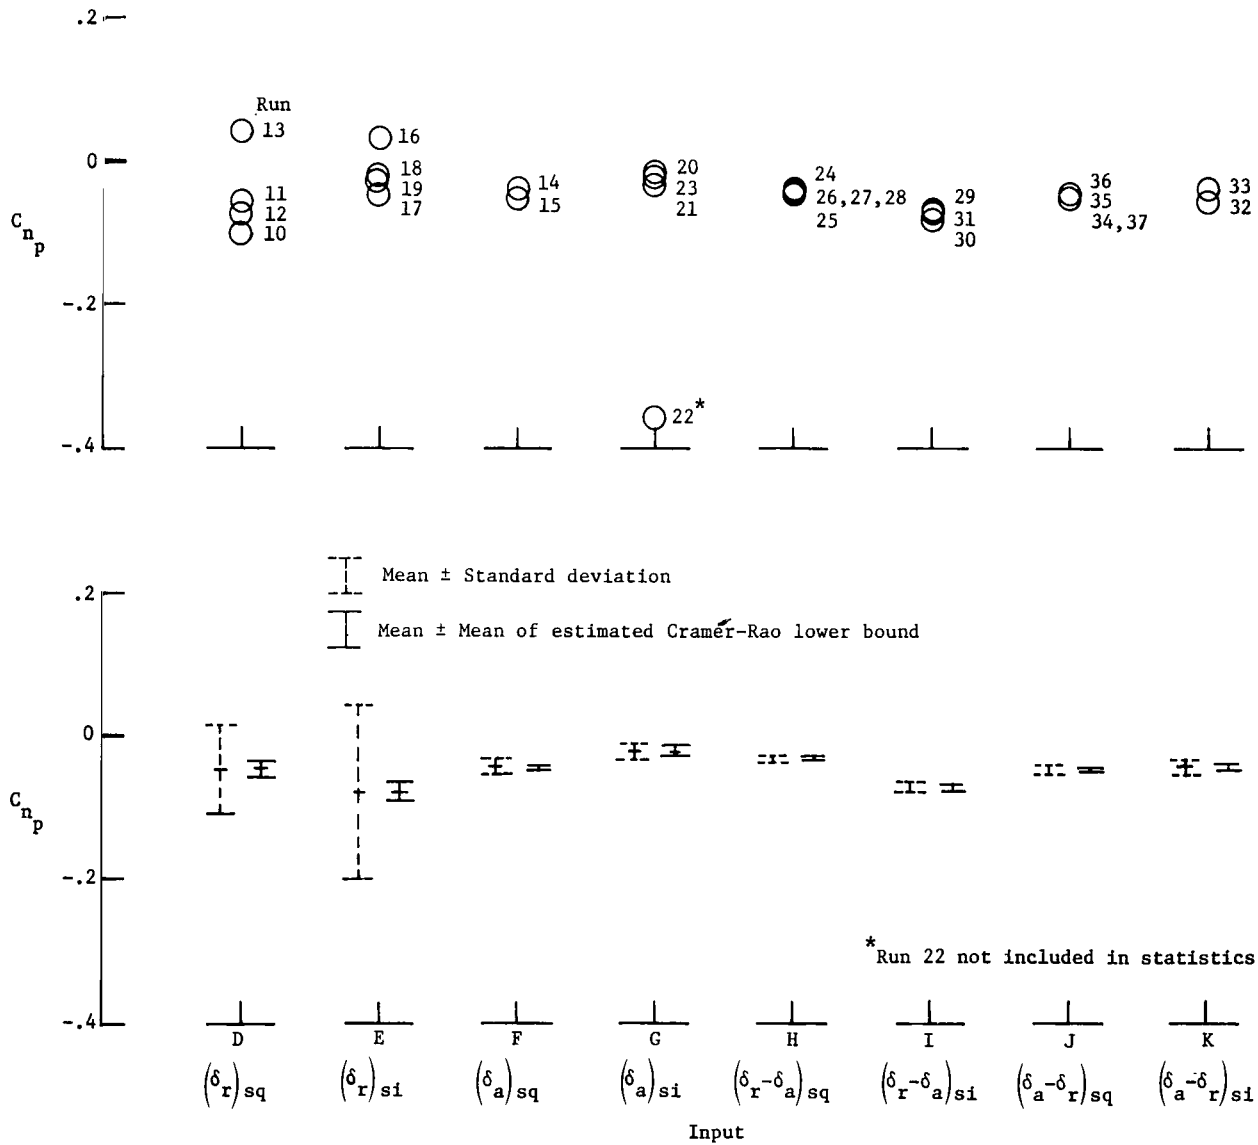 .2
Run
13
16
0
18
20
24
33
11
19
14
23
26,27,28
29
36
35
32
12
17
15
21
25
31
34,37
10
30
C
n
p
-.2
22*
-.4
Mean ± Standard deviation
.2
Mean ± Mean of estimated Cramér-Rao lower bound
0
C
n
p
-.2
*Run 22 not included in statistics
-.4
D E F G H I J K
(δr)sq (δr)si (δa)sq (δa)si (δr-δa)sq (δr-δa)si (δa-δr)sq (δa-δr)si
Input